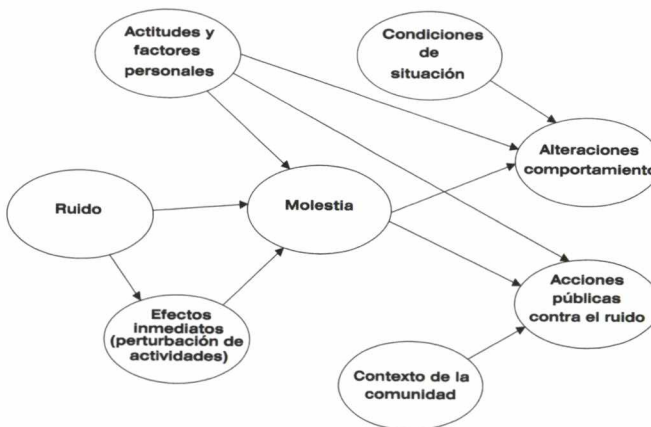 Actitudes y
factores
personales
Condiciones
de
situación
Alteraciones
comportamiento
Ruido
Molestia
Efectos
inmediatos
(perturbación de
actividades)
Acciones
públicas
contra el ruido
Contexto de la
comunidad